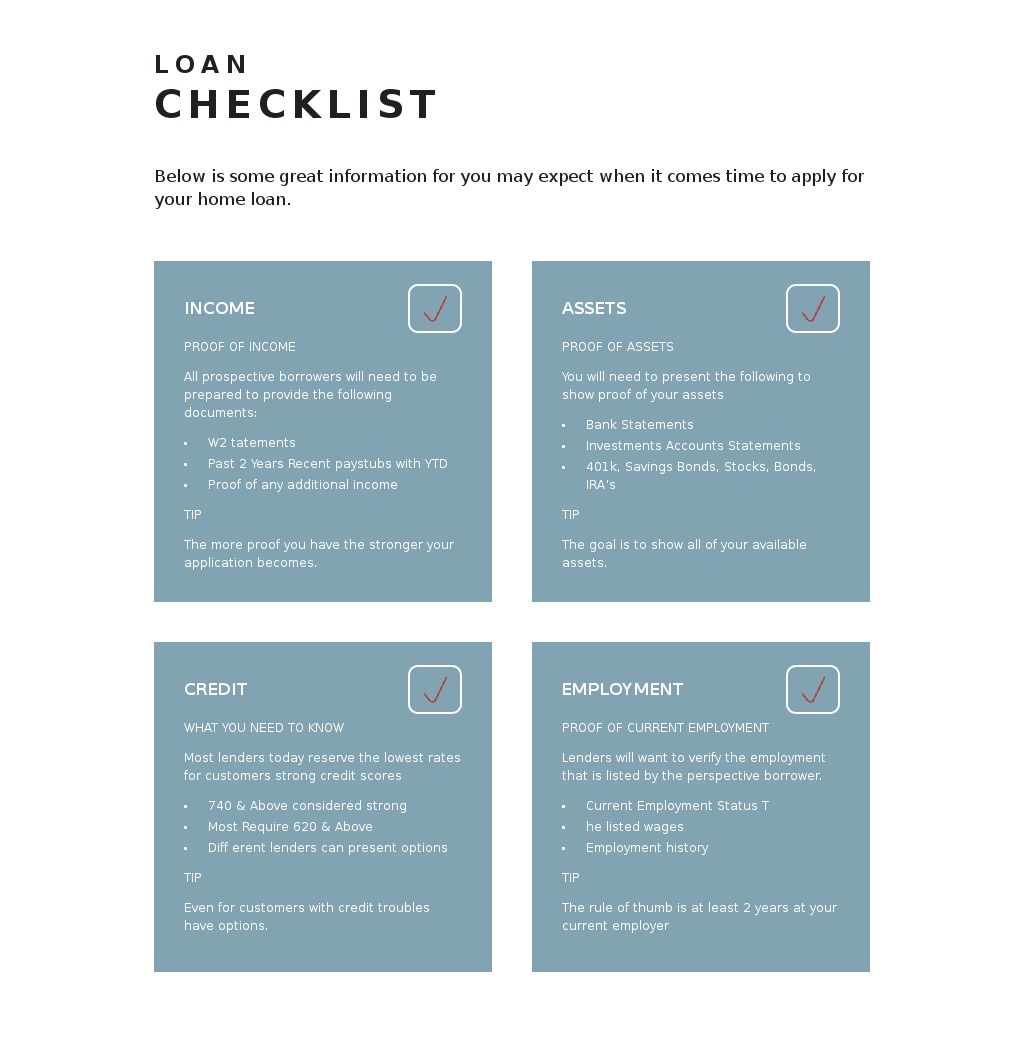 LOAN
CHECKLIST
Below is some great information for you may expect when it comes time to apply for
your home loan.
INCOME
PROOF OF INCOME
All prospective borrowers will need to be
prepared to provide the following
documents:
• W2 tatements
• Past 2 Years Recent paystubs with YTD
• Proof of any additional income
TIP
The more proof you have the stronger your
application becomes.
ASSETS
PROOF OF ASSETS
You will need to present the following to
show proof of your assets
• Bank Statements
• Investments Accounts Statements
• 401k, Savings Bonds, Stocks, Bonds,
IRA's
TIP
The goal is to show all of your available
assets.
CREDIT
WHAT YOU NEED TO KNOW
Most lenders today reserve the lowest rates
for customers strong credit scores
• 740 & Above considered strong
• Most Require 620 & Above
• Diff erent lenders can present options
TIP
Even for customers with credit troubles
have options.
EMPLOYMENT
PROOF OF CURRENT EMPLOYMENT
Lenders will want to verify the employment
that is listed by the perspective borrower.
• Current Employment Status T
• he listed wages
• Employment history
TIP
The rule of thumb is at least 2 years at your
current employer